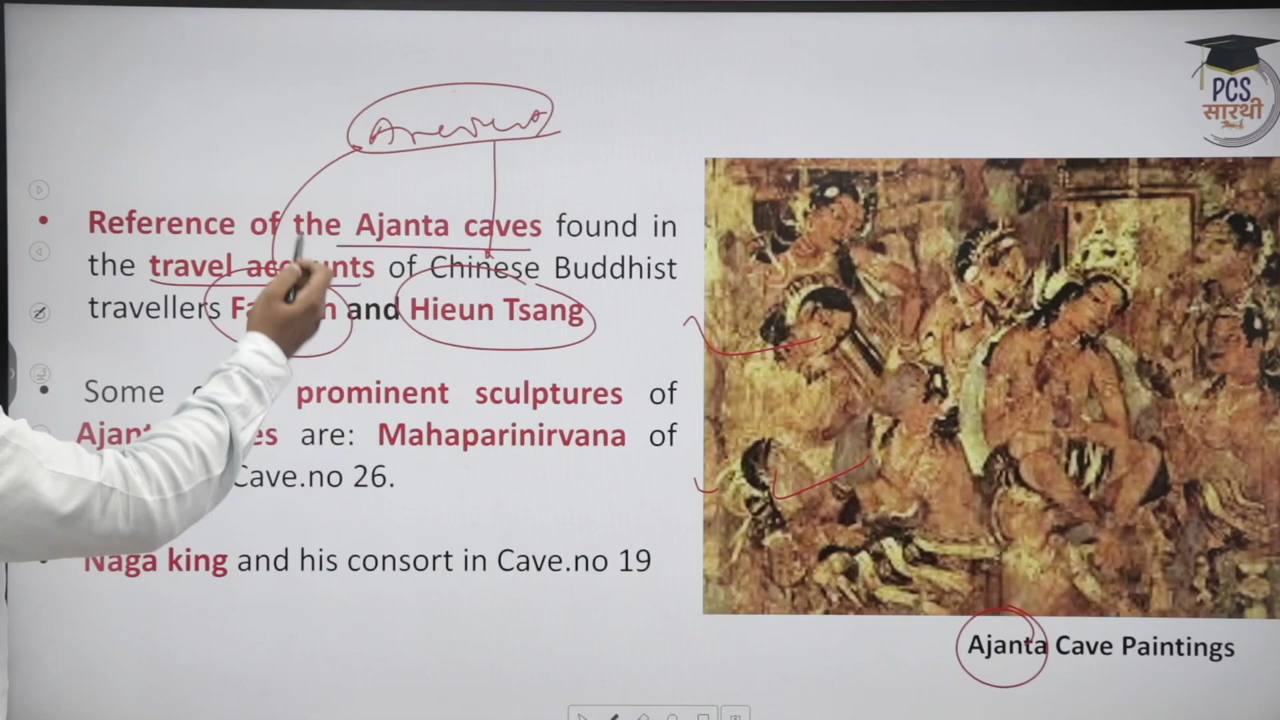 PCS
सारथी
Reference of the Ajanta caves found in
the travel of Chinese Buddhist
travellers and Hieun Tsang
Some prominent sculptures of
are: Mahaparinirvana of
Cave.no 26.
Naga king and his consort in Cave.no 19
Ajanta Cave Paintings